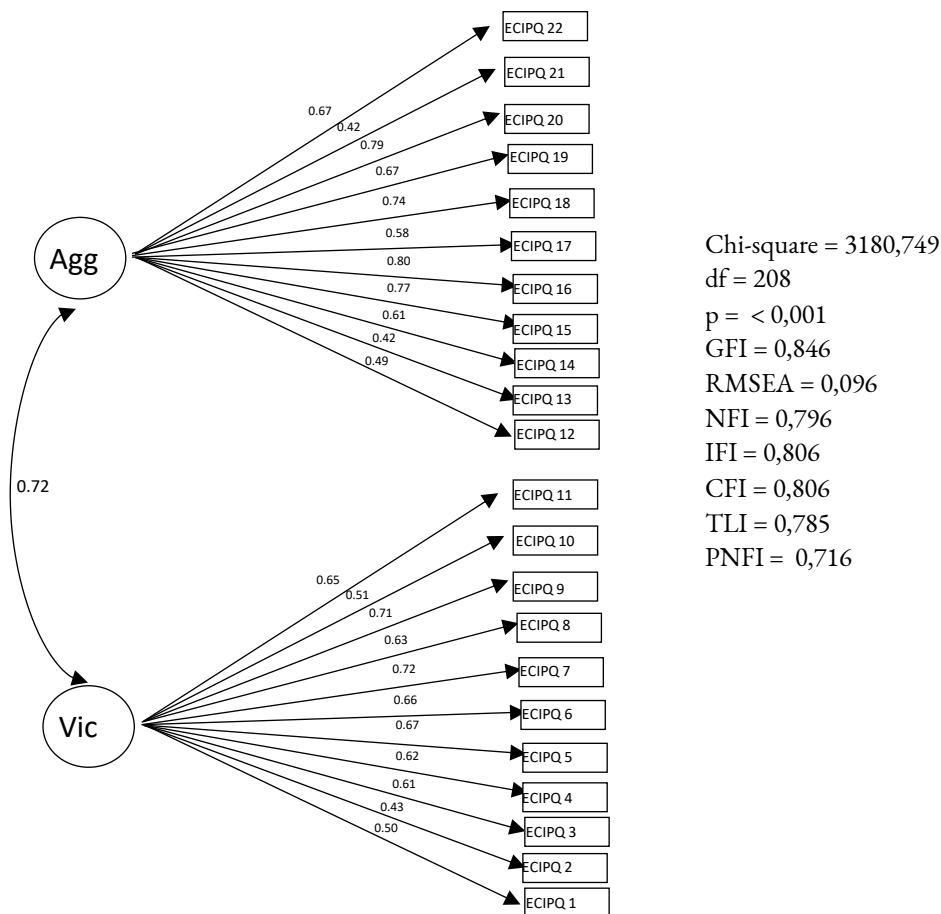 ECIPQ 22
ECIPQ 21
ECIPQ 20
ECIPQ 19
ECIPQ 18
ECIPQ 17
ECIPQ 16
ECIPQ 15
ECIPQ 14
ECIPQ 13
ECIPQ 12
0.67
0.42
0.79
0.67
0.74
0.58
0.80
0.77
0.61
0.42
0.49
Agg
0.72
Vic
ECIPQ 11
ECIPQ 10
ECIPQ 9
ECIPQ 8
ECIPQ 7
ECIPQ 6
ECIPQ 5
ECIPQ 4
ECIPQ 3
ECIPQ 2
ECIPQ 1
0.65
0.51
0.71
0.63
0.72
0.66
0.67
0.62
0.61
0.43
0.50
Chi-square = 3180,749
df = 208
p = < 0,001
GFI = 0,846
RMSEA = 0,096
NFI = 0,796
IFI = 0,806
CFI = 0,806
TLI = 0,785
PNFI = 0,716